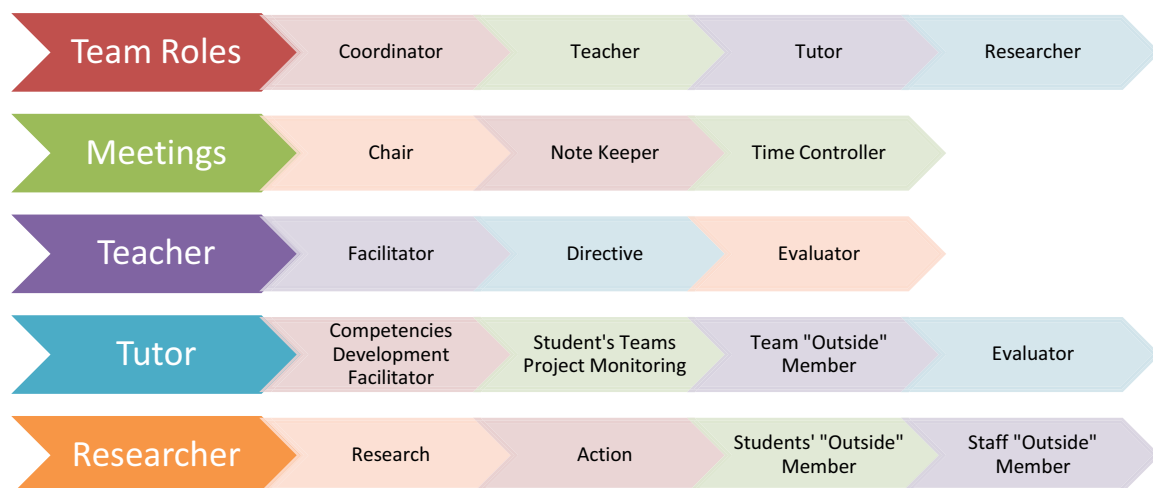 Team Roles
Coordinator
Teacher
Tutor
Researcher
Meetings
Chair
Note Keeper
Time Controller
Teacher
Facilitator
Directive
Evaluator
Tutor
Competencies
Development
Facilitator
Student's Teams
Project Monitoring
Team "Outside"
Member
Evaluator
Researcher
Research
Action
Students' "Outside"
Member
Staff "Outside"
Member